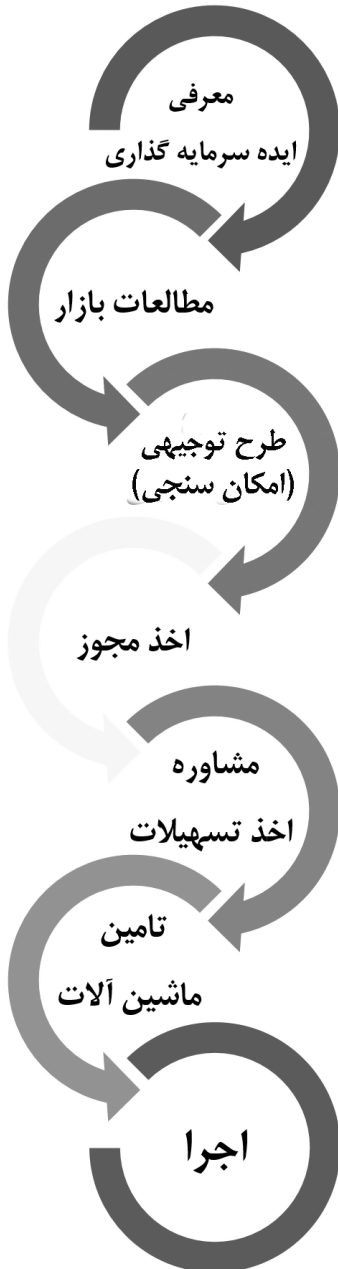 معرفی
ایده سرمایه گذاری
مطالعات بازار
طرح توجیهی
(امکان سنجی)
اخذ مجوز
مشاوره
اخذ تسهیلات
تامین
ماشین آلات
اجرا